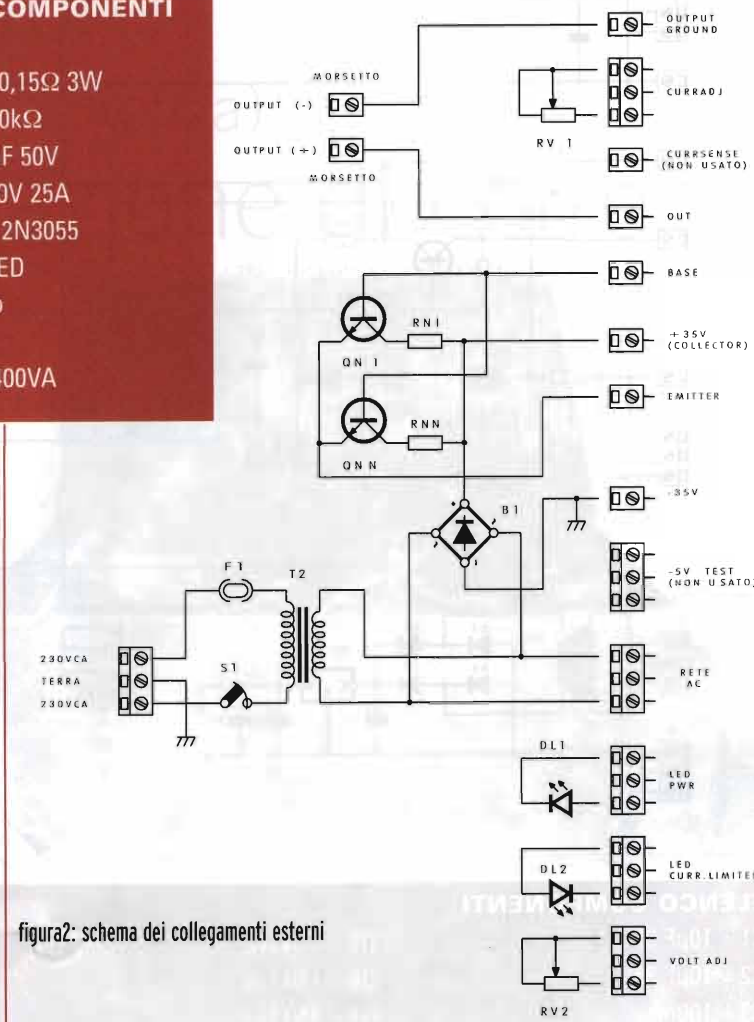 COMPONENTI
0,15Ω 3W
0kΩ
F 50V
0V 25A
2N3055
ED
400VA
OUTPUT
GROUND
MORSETTO
CURRADJ
OUTPUT (-)
RV 1
OUTPUT (+)
CURRSENSE
(NON USATO)
MORSETTO
OUT
BASE
RN1
+35V
(COLLECTOR)
QN 1
EMITTER
RNN
QN N
-35V
B1
F1
T2
-5V TEST
(NON USATO)
230VCA
S1
TERRA
RETE
AC
230VCA
DL1
LED
PWR
DL2
LED
CURR.LIMITER
figura2: schema dei collegamenti esterni
VOLT ADJ
RV2